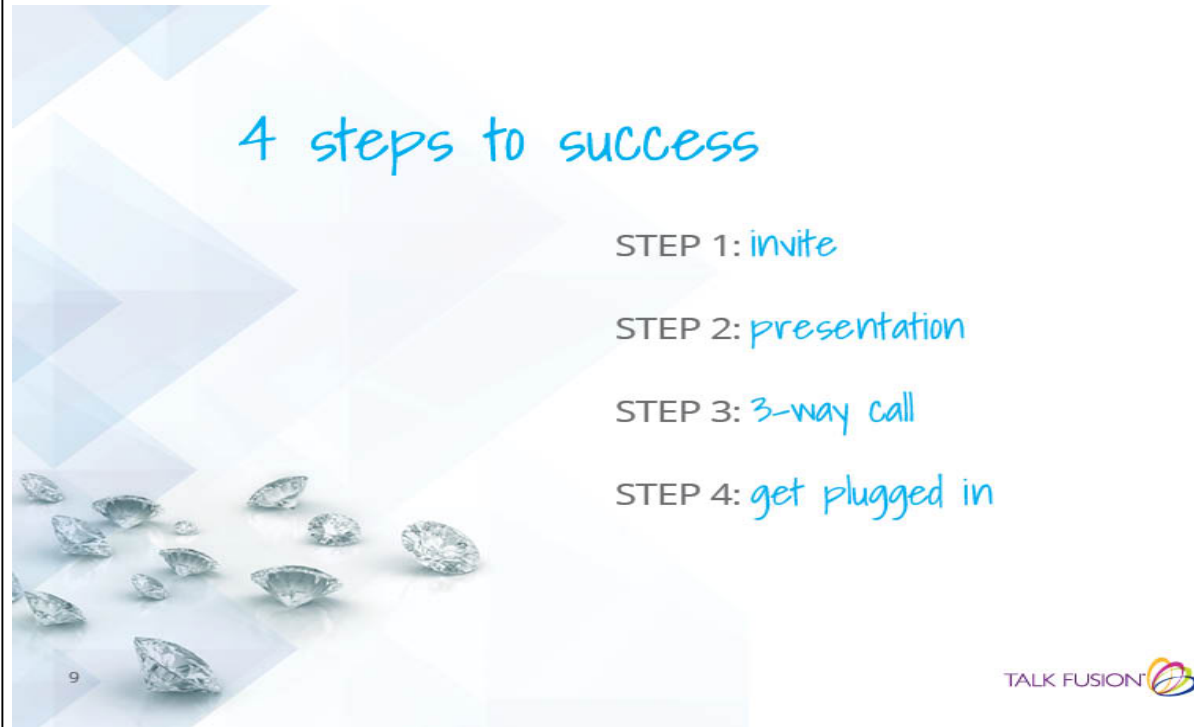 4 steps to success
STEP 1: invite
STEP 2: presentation
STEP 3: 3-way call
STEP 4: get plugged in
9
TALK FUSION